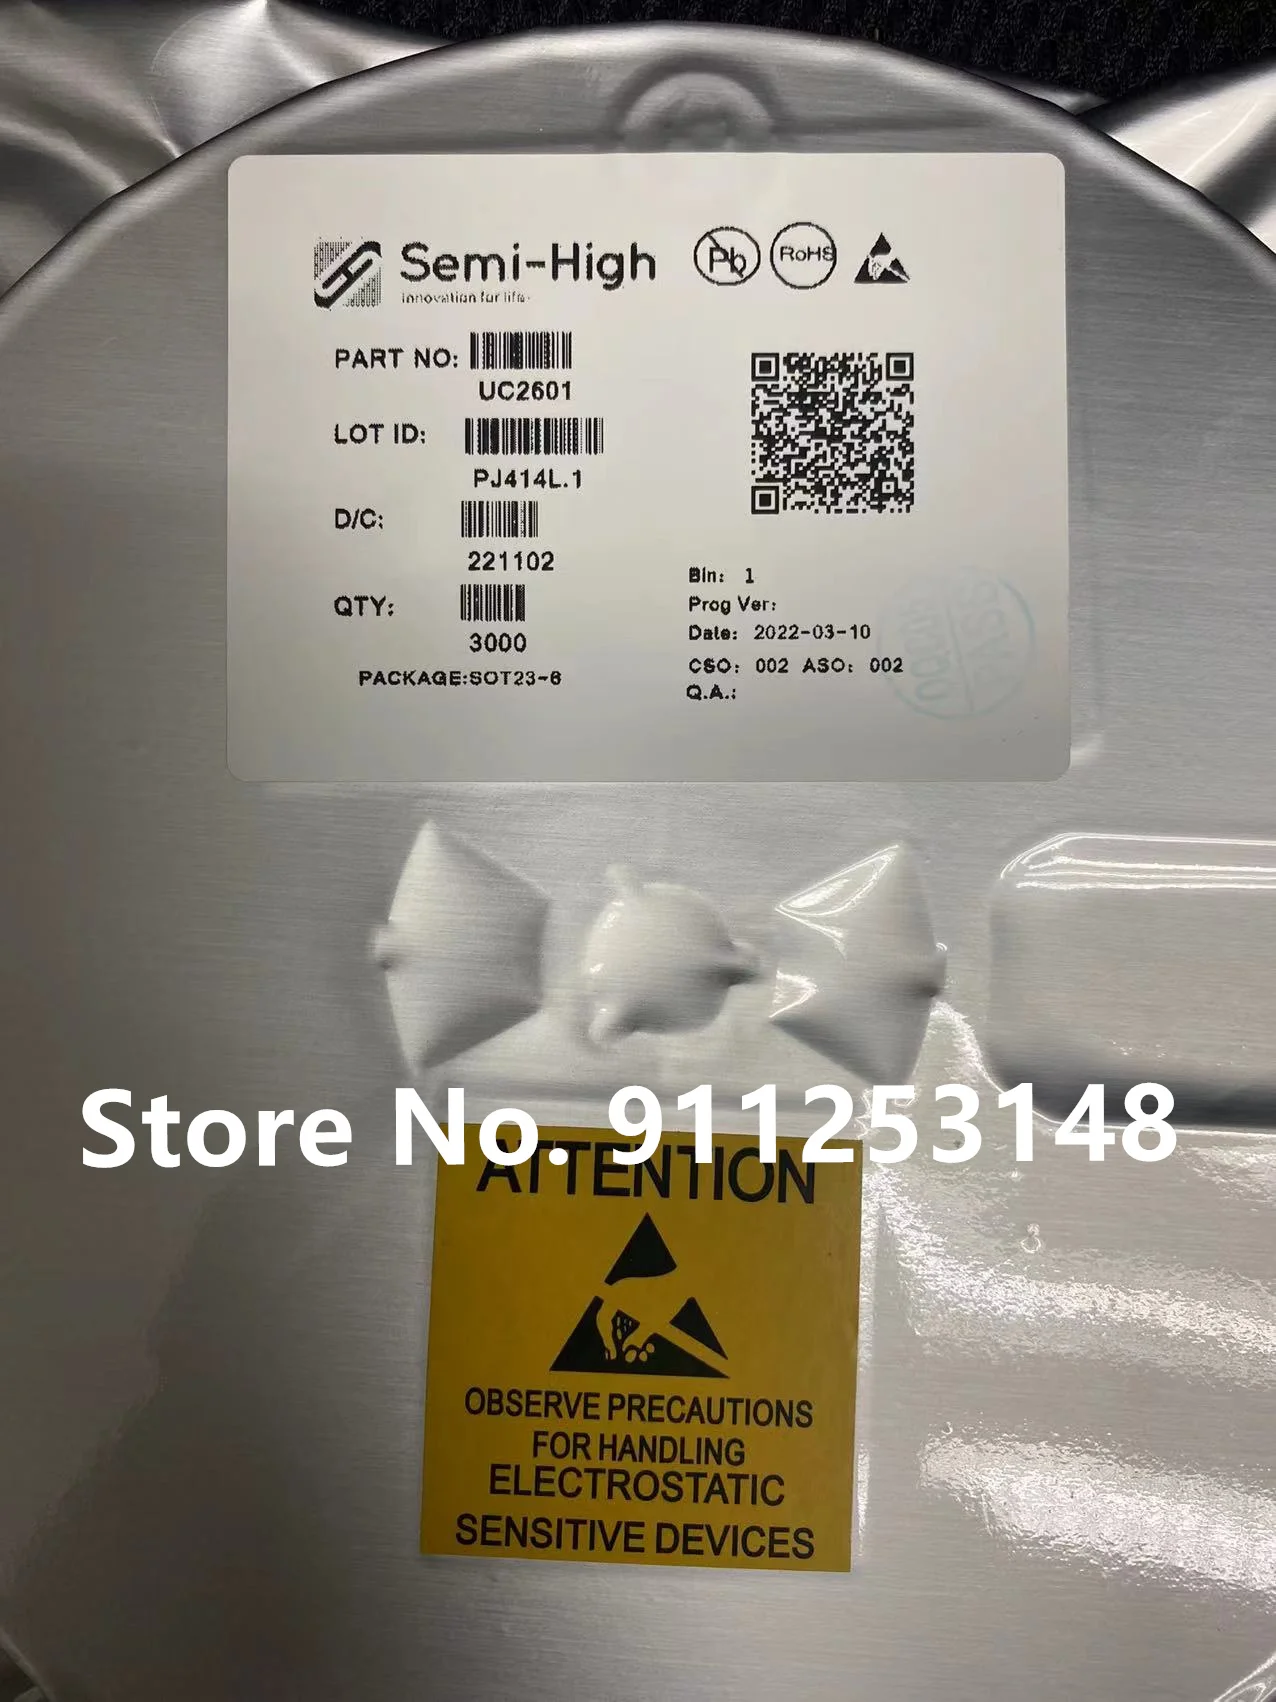 Semi-High
Innovation for life.
Pb
RoHS
PART NO:
UC2601
LOT ID:
PJ414L.1
D/C:
221102
QTY:
3000
PACKAGE:SOT23-6
Bin: 1
Prog Ver:
Date: 2022-03-10
CSO: 002 ASO: 002
Q.A.:
Store No. 911253148
ATTENTION
OBSERVE PRECAUTIONS
FOR HANDLING
ELECTROSTATIC
SENSITIVE DEVICES